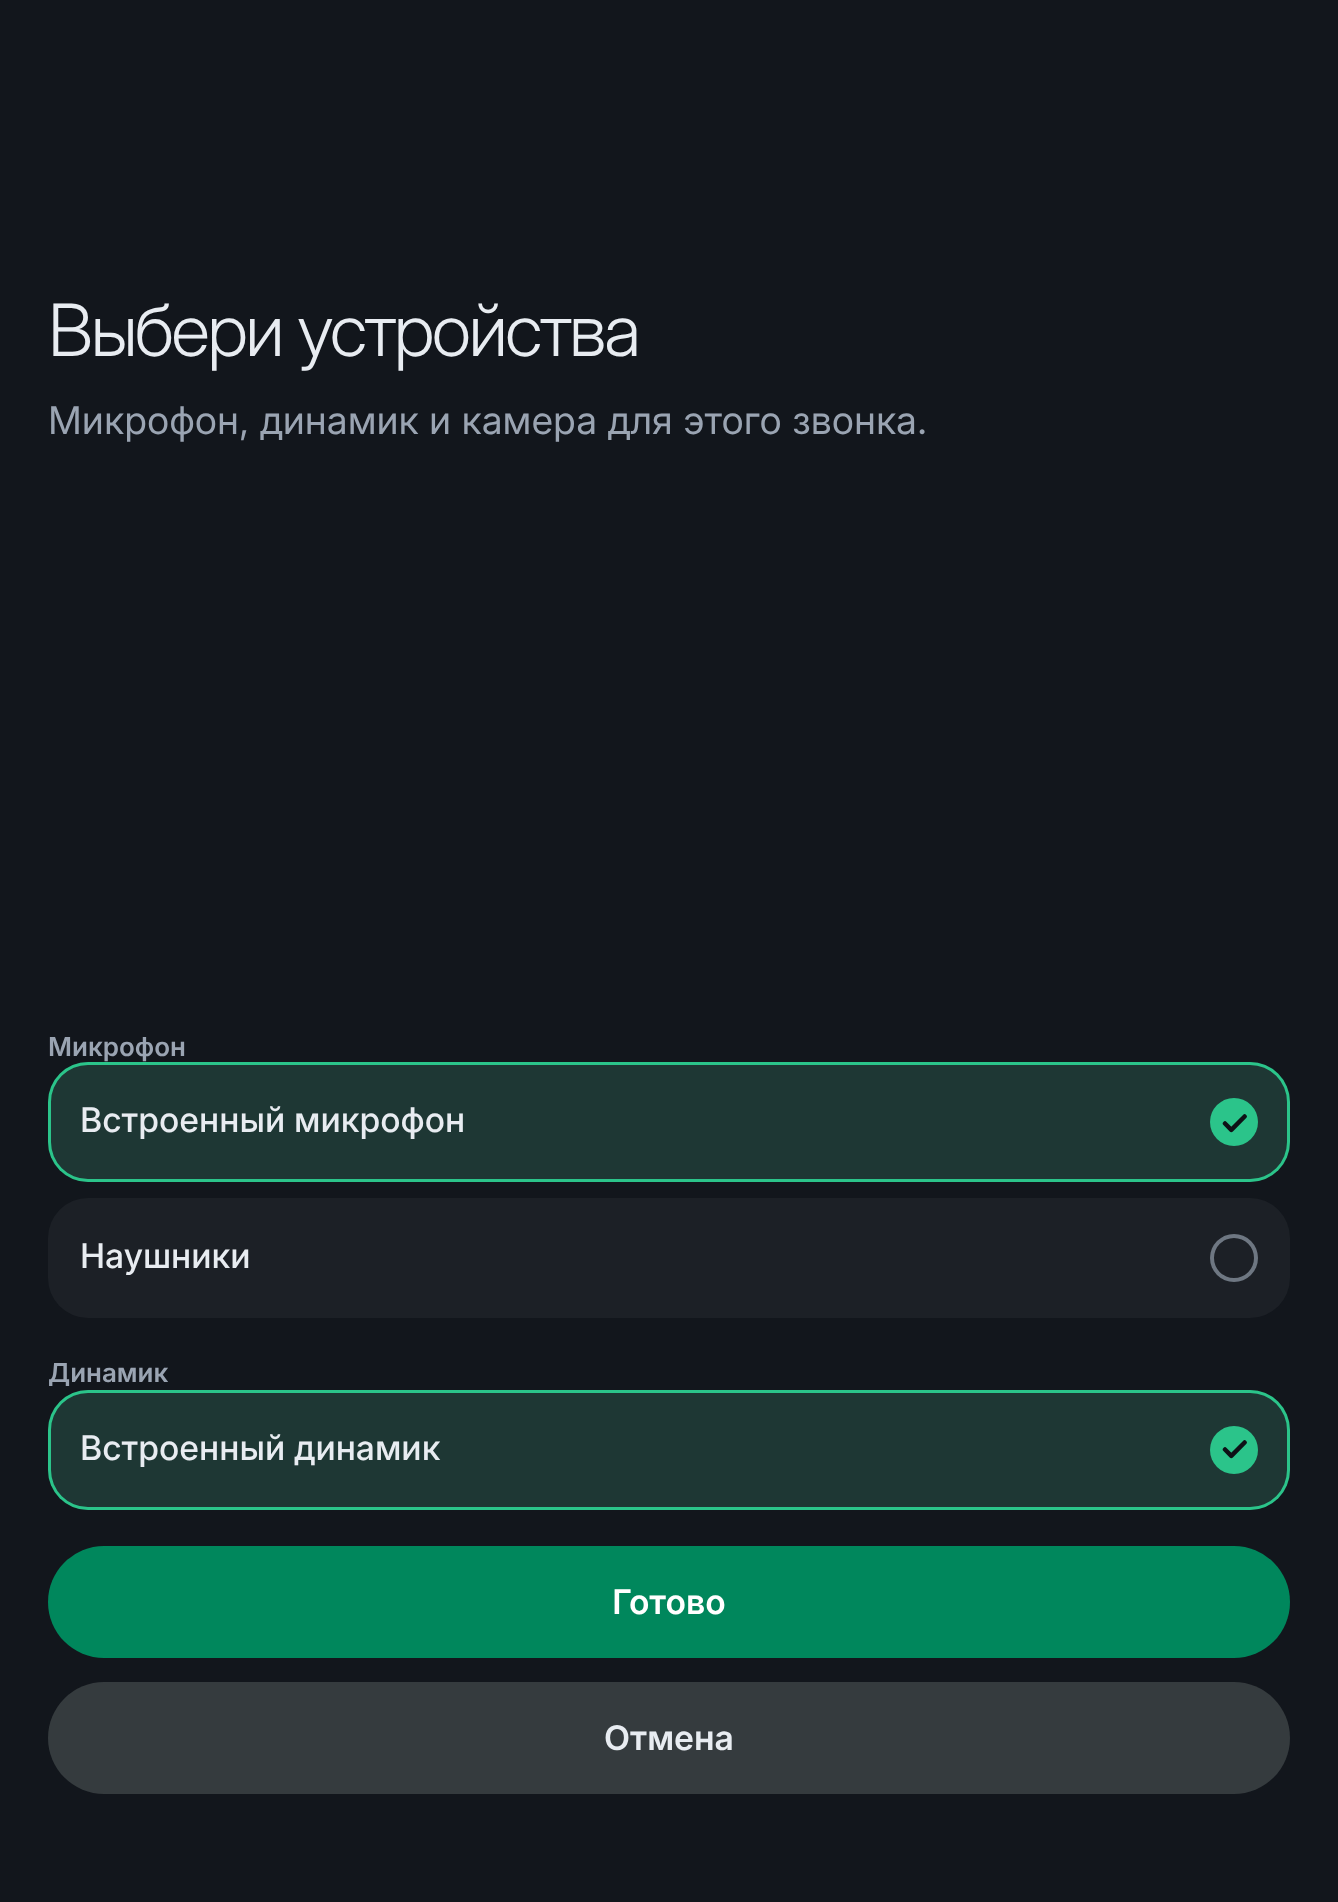 Выбери устройства
Микрофон, динамик и камера для этого звонка.
Микрофон
Встроенный микрофон
Наушники
Динамик
Встроенный динамик
Готово
Отмена